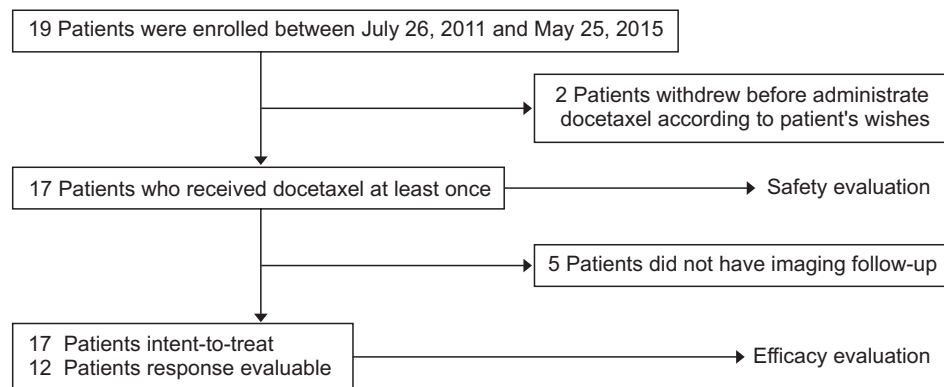 19 Patients were enrolled between July 26, 2011 and May 25, 2015
2 Patients withdrew before administrate
docetaxel according to patient's wishes
17 Patients who received docetaxel at least once
Safety evaluation
5 Patients did not have imaging follow-up
17 Patients intent-to-treat
12 Patients response evaluable
Efficacy evaluation